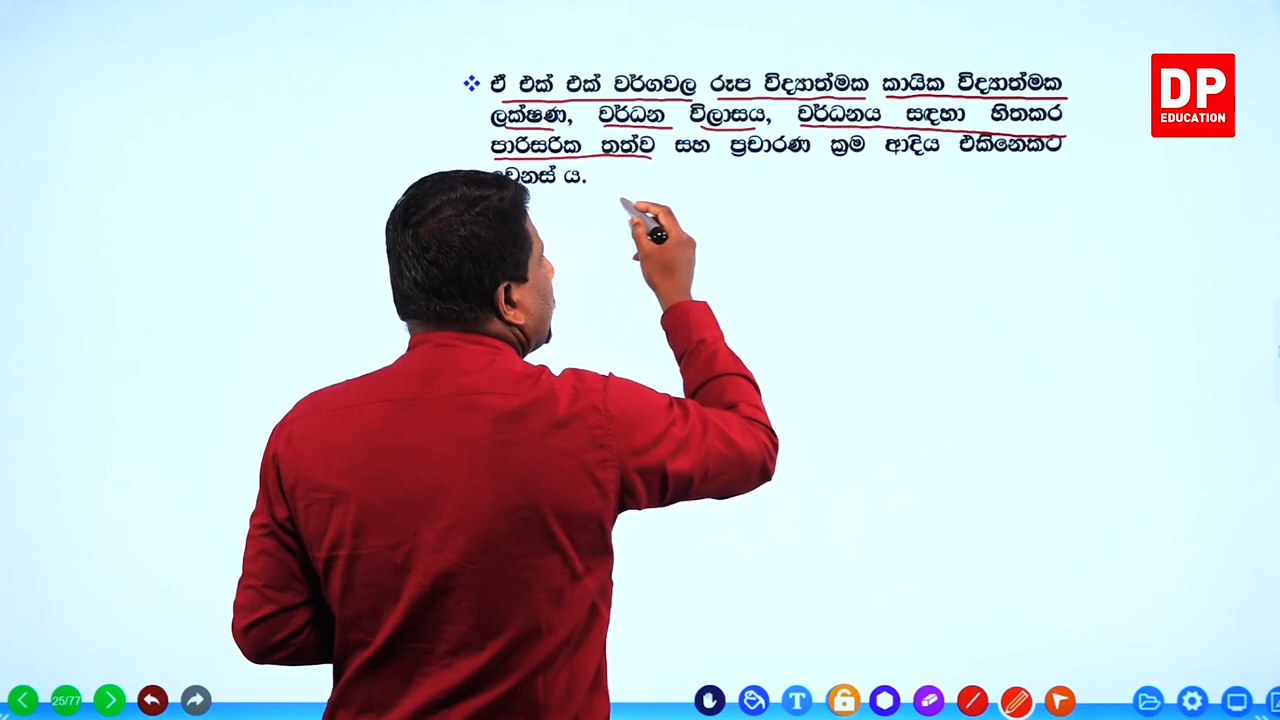 ❖ ඒ එක් එක් වර්ගවල රූප විද්‍යාත්මක කායික විද්‍යාත්මක
ලක්ෂණ, වර්ධන විලාසය, වර්ධනය සඳහා හිතකර
පාරිසරික තත්ව සහ ප්‍රචාරණ ක්‍රම ආදිය එකිනෙකට
වෙනස් ය.
DP
EDUCATION
25/77
T